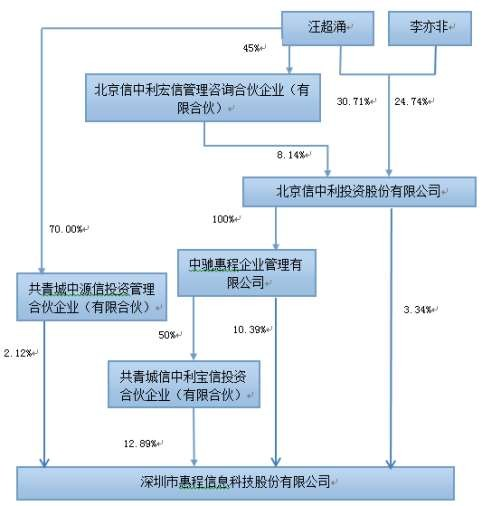 汪超涌
李亦非
45%
北京信中利宏信管理咨询合伙企业（有
限合伙）
30.71%
24.74%
8.14%
北京信中利投资股份有限公司
70.00%
100%
中驰惠程企业管理有
限公司
共青城中源信投资管理
合伙企业（有限合伙）
3.34%
10.39%
50%
2.12%
共青城信中利宝信投资
合伙企业（有限合伙）
12.89%
深圳市惠程信息科技股份有限公司